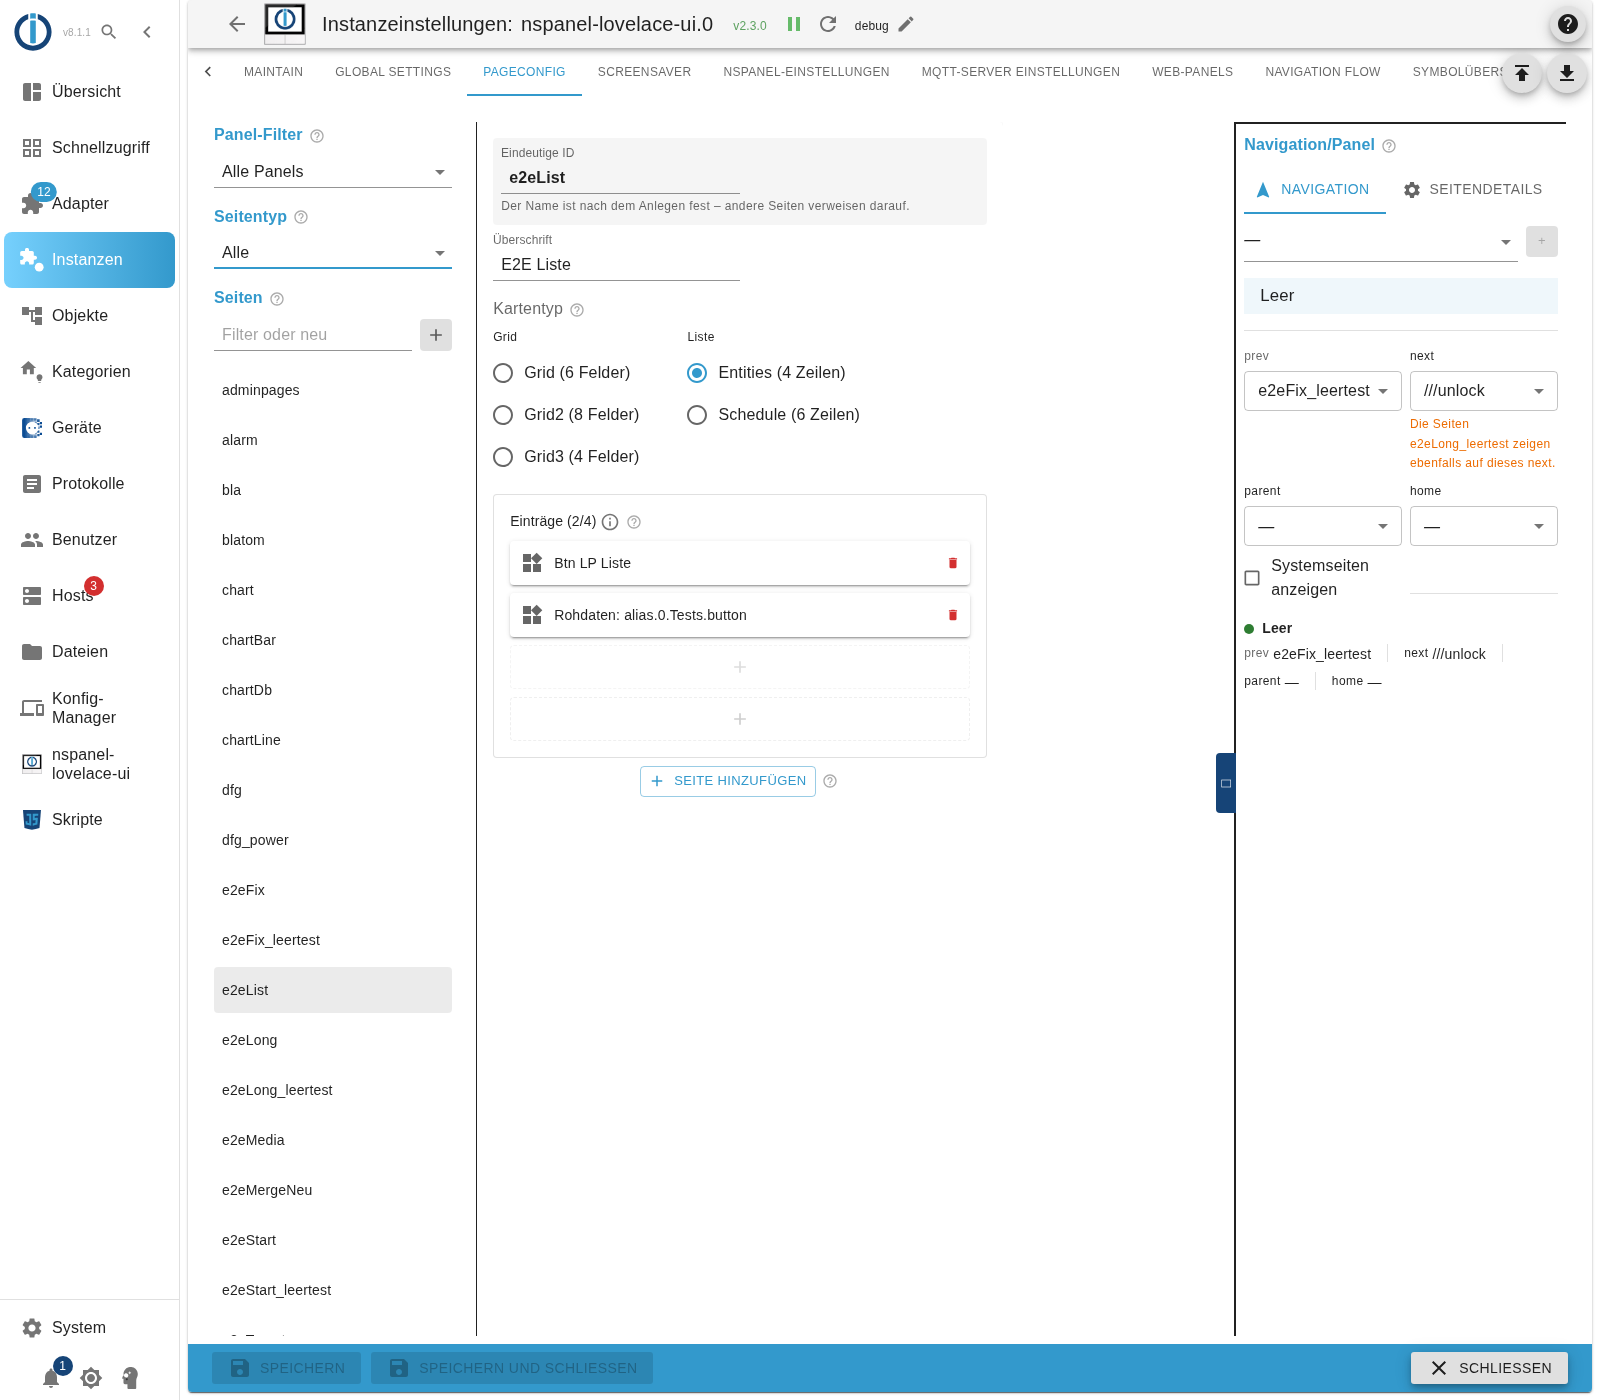 v8.1.1
Übersicht
Schnellzugriff
12
Adapter
Instanzen
Objekte
Kategorien
Geräte
Protokolle
Benutzer
3
Hosts
Dateien
Konfig-
Manager
nspanel-
lovelace-ui
Skripte
System
1
Instanzeinstellungen: nspanel-lovelace-ui.0
v2.3.0
debug
MAINTAIN
GLOBAL SETTINGS
PAGECONFIG
SCREENSAVER
NSPANEL-EINSTELLUNGEN
MQTT-SERVER EINSTELLUNGEN
WEB-PANELS
NAVIGATION FLOW
SYMBOLÜBERS
Panel-Filter
Alle Panels
Seitentyp
Alle
Seiten
Filter oder neu
adminpages
alarm
bla
blatom
chart
chartBar
chartDb
chartLine
dfg
dfg_power
e2eFix
e2eFix_leertest
e2eList
e2eLong
e2eLong_leertest
e2eMedia
e2eMergeNeu
e2eStart
e2eStart_leertest
Eindeutige ID
e2eList
Der Name ist nach dem Anlegen fest – andere Seiten verweisen darauf.
Überschrift
E2E Liste
Kartentyp
Grid
Liste
Grid (6 Felder)
Entities (4 Zeilen)
Grid2 (8 Felder)
Schedule (6 Zeilen)
Grid3 (4 Felder)
Einträge (2/4)
Btn LP Liste
Rohdaten: alias.0.Tests.button
+
+
+ SEITE HINZUFÜGEN
Navigation/Panel
NAVIGATION
SEITENDETAILS
—
+
Leer
prev
next
e2eFix_leertest
///unlock
Die Seiten
e2eLong_leertest zeigen
ebenfalls auf dieses next.
parent
home
—
—
Systemseiten
anzeigen
Leer
prev e2eFix_leertest
next ///unlock
parent —
home —
SPEICHERN
SPEICHERN UND SCHLIESSEN
SCHLIESSEN